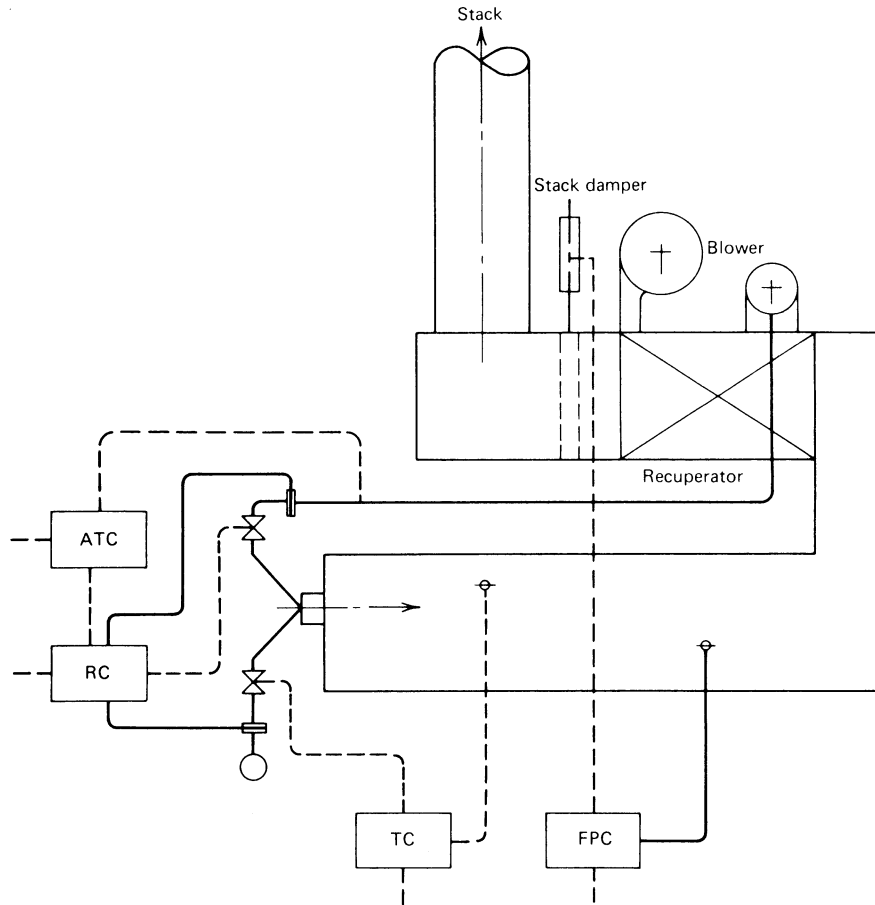 Stack
Stack damper
Blower
Recuperator
ATC
RC
TC
FPC